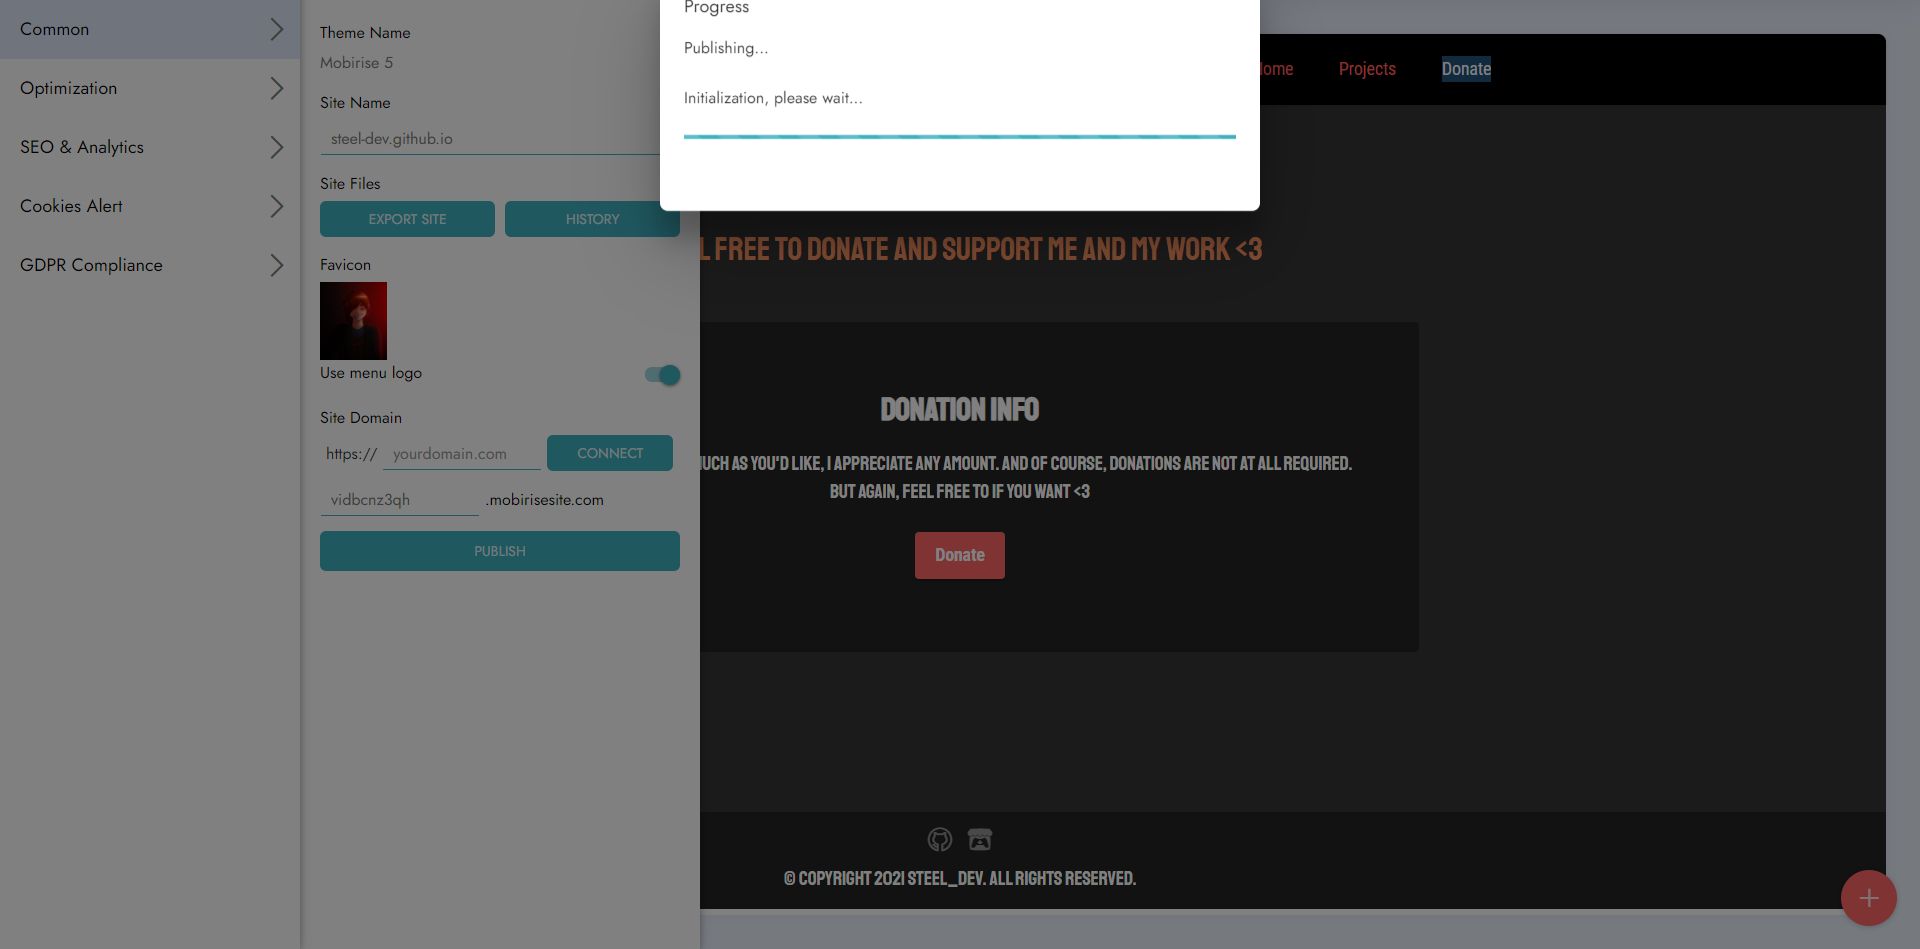 Common
Optimization
SEO & Analytics
Cookies Alert
GDPR Compliance
Theme Name
Mobirise 5
Site Name
steel-dev.github.io
Site Files
EXPORT SITE
HISTORY
Favicon
Use menu logo
Site Domain
https:// yourdomain.com CONNECT
vidbcnz3qh .mobirisesite.com
PUBLISH
Progress
Publishing...
Initialization, please wait...
Projects Donate
FREE TO DONATE AND SUPPORT ME AND MY WORK <3
DONATION INFO
AS YOU'D LIKE, I APPRECIATE ANY AMOUNT. AND OF COURSE, DONATIONS ARE NOT AT ALL REQUIRED.
BUT AGAIN, FEEL FREE TO IF YOU WANT <3
Donate
© COPYRIGHT 2021 STEEL_DEV. ALL RIGHTS RESERVED.